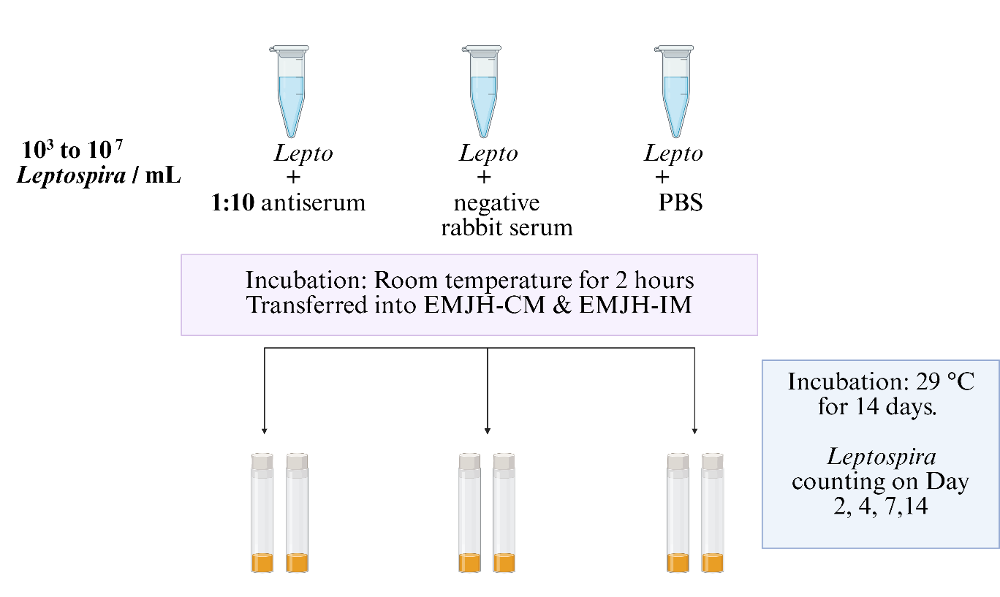 10³ to 10⁷
Leptospira / mL
Lepto
+
1:10 antiserum
Lepto
+
negative
rabbit serum
Lepto
+
PBS
Incubation: Room temperature for 2 hours
Transferred into EMJH-CM & EMJH-IM
Incubation: 29 °C
for 14 days.
Leptospira
counting on Day
2, 4, 7,14